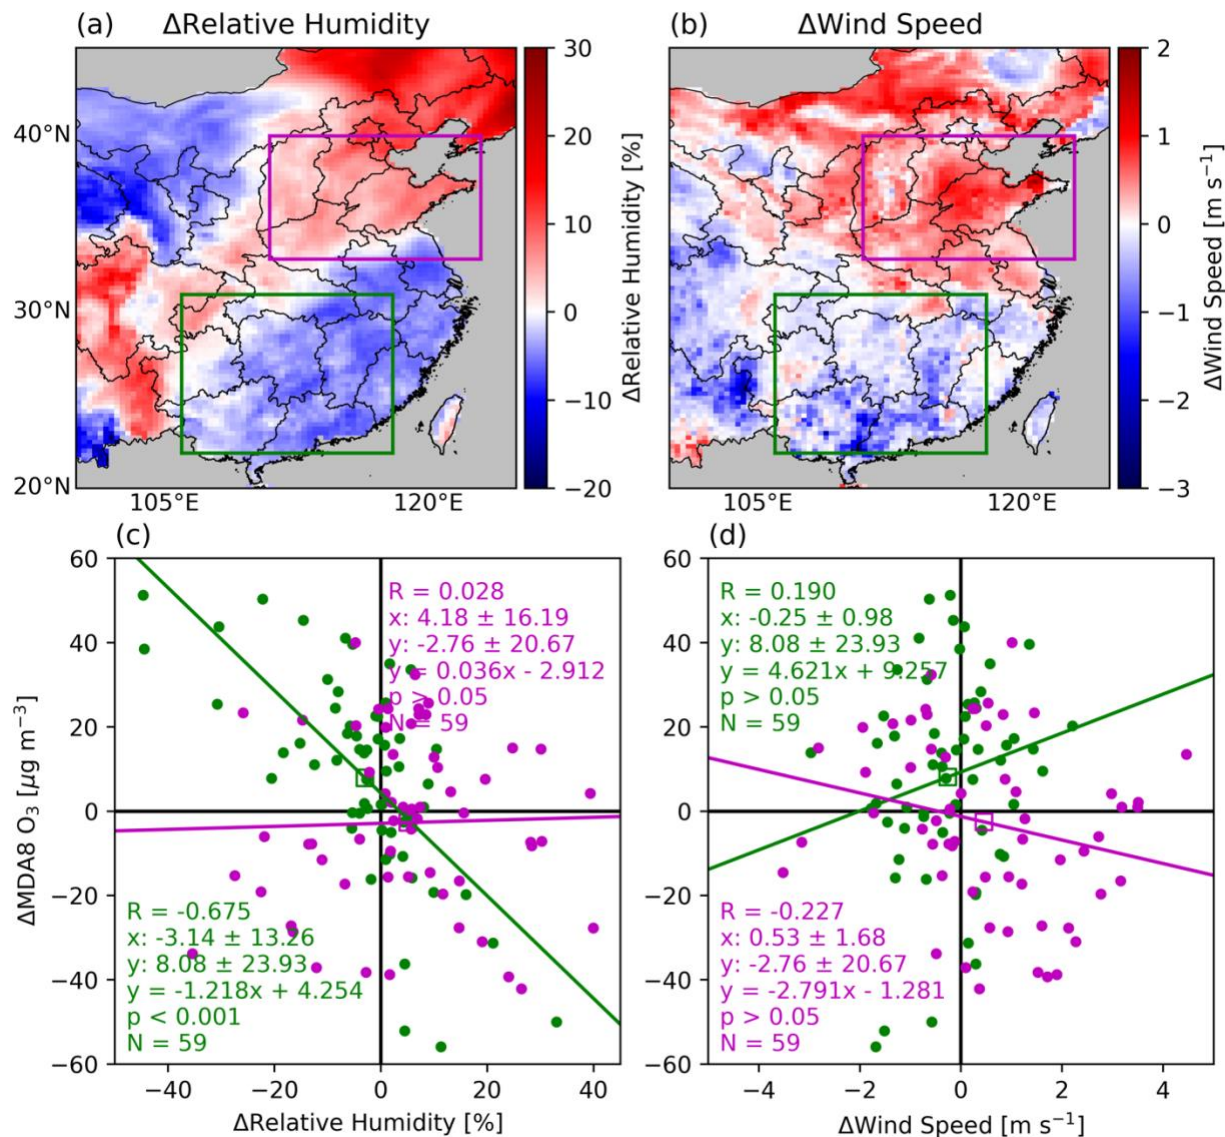 (a) ΔRelative Humidity
(b) ΔWind Speed
40°N
30°N
20°N
105°E
120°E
30
20
10
0
−10
−20
ΔRelative Humidity [%]
105°E
120°E
2
1
0
−1
−2
−3
ΔWind Speed [m s⁻¹]
(c)
60
40
20
0
−20
−40
−60
ΔMDA8 O₃ [μg m⁻³]
R = 0.028
x: 4.18 ± 16.19
y: -2.76 ± 20.67
y = 0.036x - 2.912
p > 0.05
N = 59
R = -0.675
x: -3.14 ± 13.26
y: 8.08 ± 23.93
y = -1.218x + 4.254
p < 0.001
N = 59
−40
−20
0
20
40
ΔRelative Humidity [%]
(d)
60
40
20
0
−20
−40
−60
R = 0.190
x: -0.25 ± 0.98
y: 8.08 ± 23.93
y = 4.621x + 9.257
p > 0.05
N = 59
R = -0.227
x: 0.53 ± 1.68
y: -2.76 ± 20.67
y = -2.791x - 1.281
p > 0.05
N = 59
−4
−2
0
2
4
ΔWind Speed [m s⁻¹]